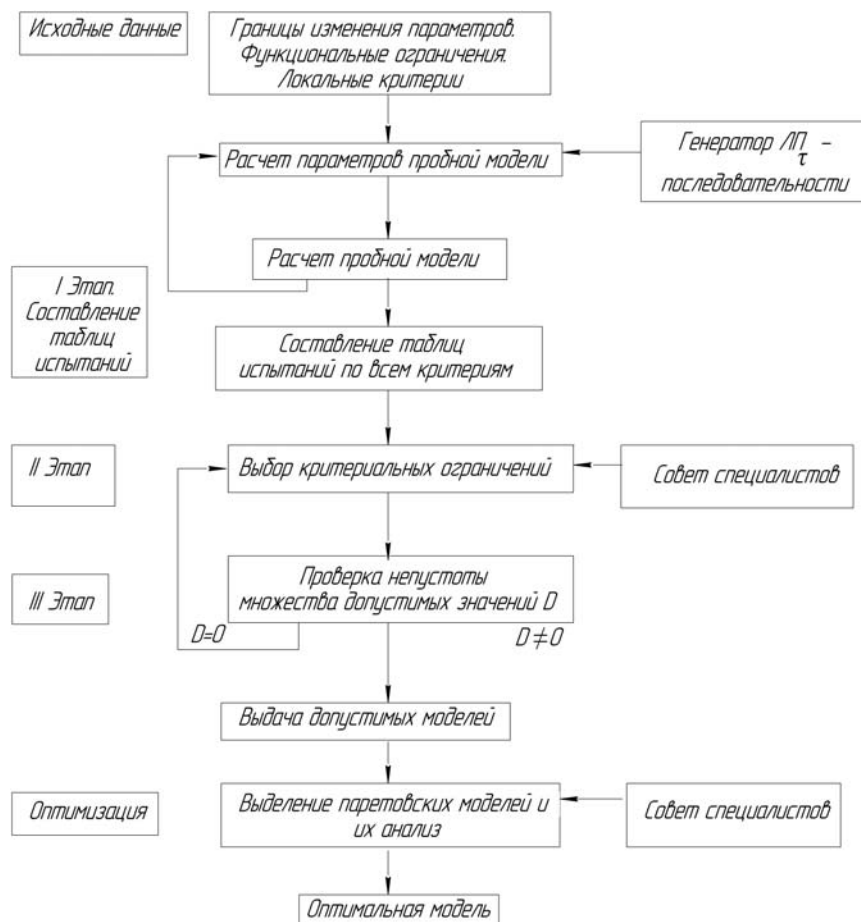 Исходные данные
Границы изменения параметров.
Функциональные ограничения.
Локальные критерии
Расчет параметров пробной модели
Генератор ЛП τ –
последовательности
Расчет пробной модели
I Этап.
Составление
таблиц
испытаний
Составление таблиц
испытаний по всем критериям
II Этап
Выбор критериальных ограничений
Совет специалистов
III Этап
Проверка непустоты
множества допустимых значений D
D=0
D≠0
Выдача допустимых моделей
Оптимизация
Выделение паретовских моделей и
их анализ
Совет специалистов
Оптимальная модель